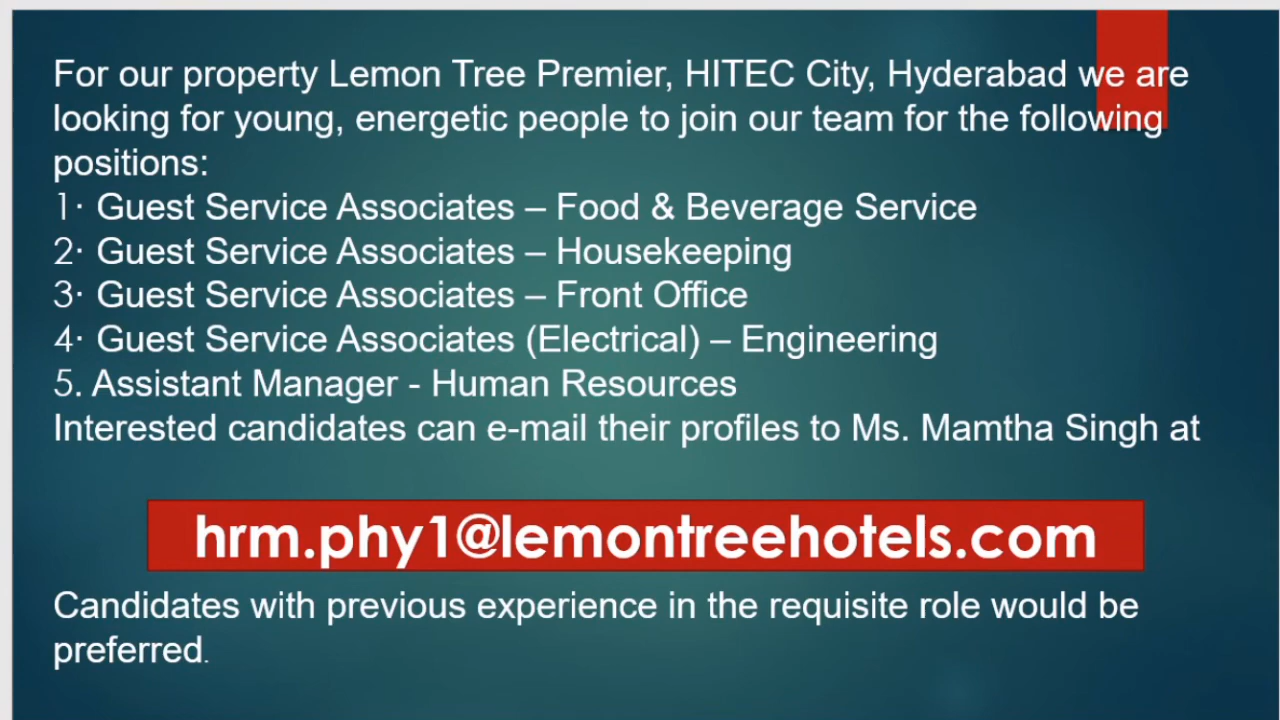 For our property Lemon Tree Premier, HITEC City, Hyderabad we are
looking for young, energetic people to join our team for the following
positions:
1· Guest Service Associates – Food & Beverage Service
2· Guest Service Associates – Housekeeping
3· Guest Service Associates – Front Office
4· Guest Service Associates (Electrical) – Engineering
5. Assistant Manager - Human Resources
Interested candidates can e-mail their profiles to Ms. Mamtha Singh at
hrm.phy1@lemontreehotels.com
Candidates with previous experience in the requisite role would be
preferred.